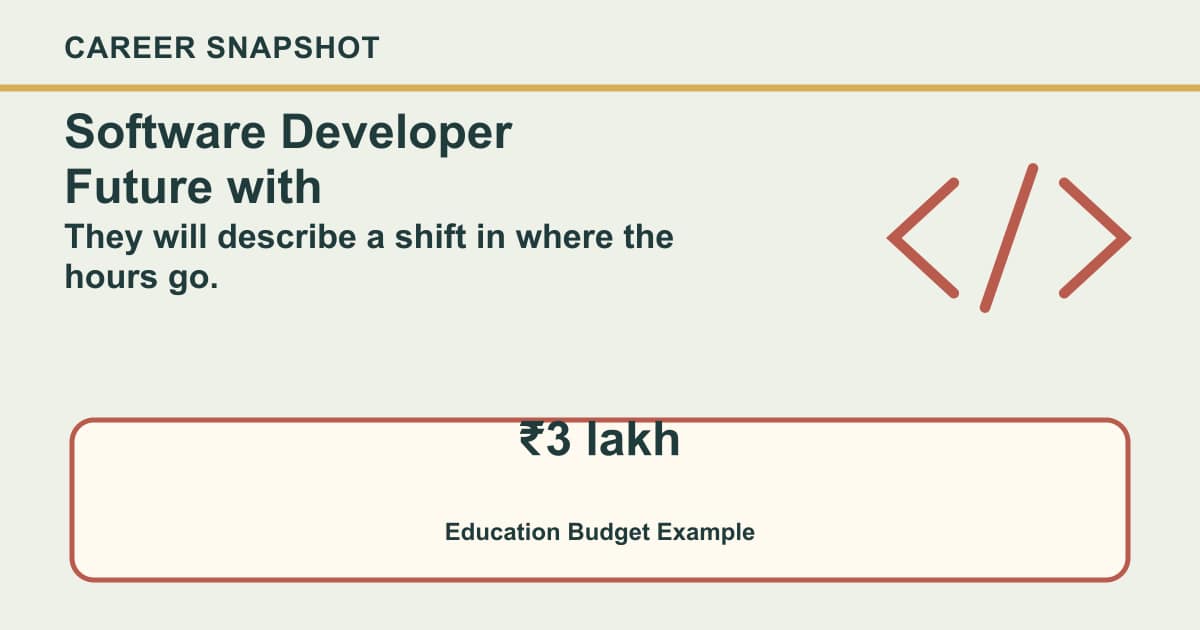 CAREER SNAPSHOT
Software Developer
Future with
They will describe a shift in where the
hours go.
</>
₹3 lakh
Education Budget Example